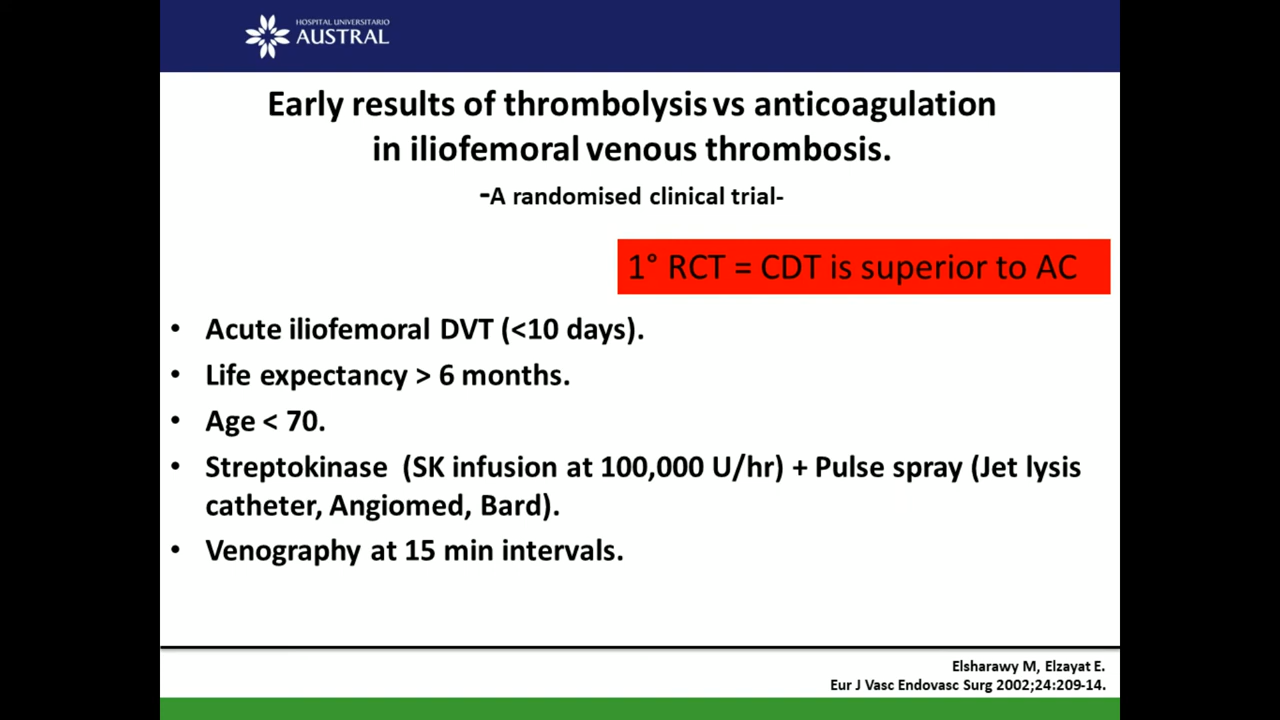 HOSPITAL UNIVERSITARIO
AUSTRAL
Early results of thrombolysis vs anticoagulation
in iliofemoral venous thrombosis.
-A randomised clinical trial-
1° RCT = CDT is superior to AC
• Acute iliofemoral DVT (<10 days).
• Life expectancy > 6 months.
• Age < 70.
• Streptokinase (SK infusion at 100,000 U/hr) + Pulse spray (Jet lysis
catheter, Angiomed, Bard).
• Venography at 15 min intervals.
Elsharawy M, Elzayat E.
Eur J Vasc Endovasc Surg 2002;24:209-14.